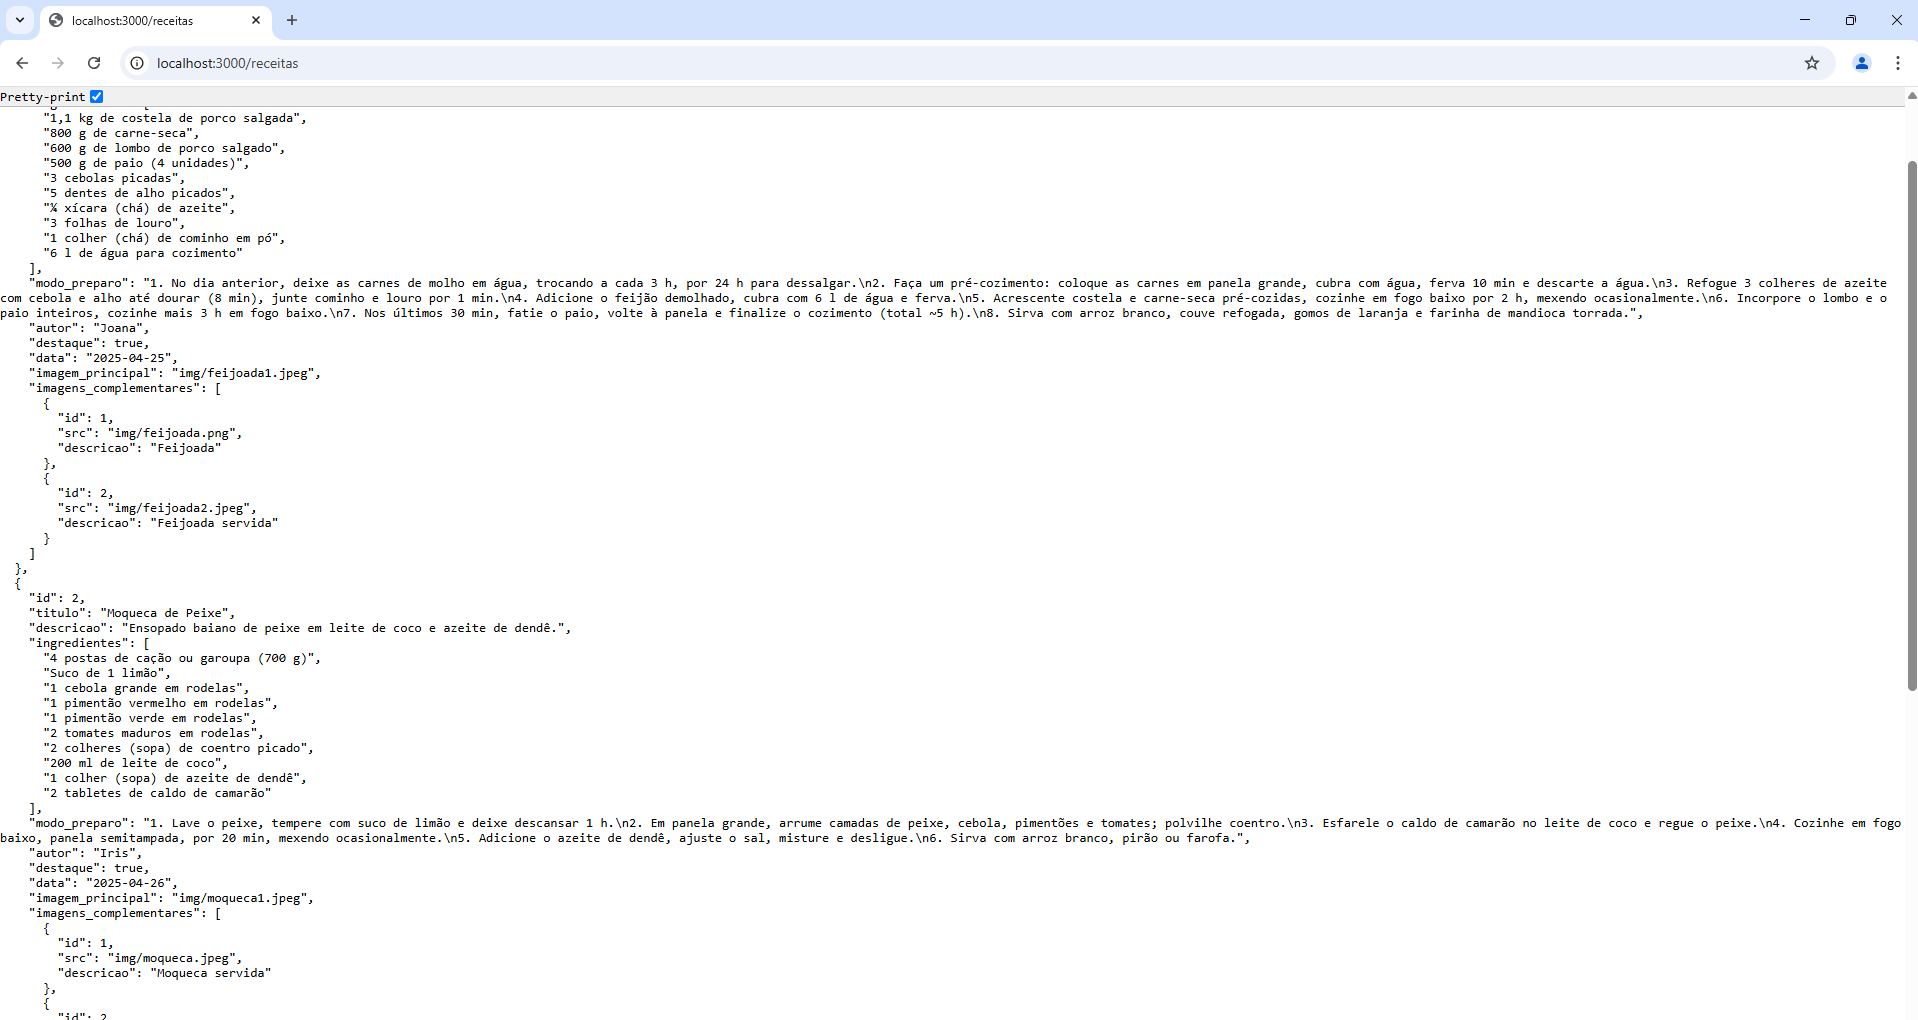 localhost:3000/receitas
localhost:3000/receitas
Pretty-print
"1,1 kg de costela de porco salgada",
"800 g de carne-seca",
"600 g de lombo de porco salgado",
"500 g de paio (4 unidades)",
"3 cebolas picadas",
"5 dentes de alho picados",
xícara (chá) de azeite",
"3 folhas de louro",
"1 colher (chá) de cominho em pó",
"6 l de água para cozimento"
],
"modo_preparo": "1. No dia anterior, deixe as carnes de molho em água, trocando a cada 3 h, por 24 h para dessalgar.\n2. Faça um pré-cozimento: coloque as carnes em panela grande, cubra com água, ferva 10 min e descarte a água.\n3. Refogue 3 colheres de azeite
com cebola e alho até dourar (8 min), junte cominho e louro por 1 min.\n4. Adicione o feijão demolhado, cubra com 6 l de água e ferva.\n5. Acrescente costela e carne-seca pré-cozidas, cozinhe em fogo baixo por 2 h, mexendo ocasionalmente.\n6. Incorpore o lombo e o
paio inteiros, cozinhe mais 3 h em fogo baixo.\n7. Nos últimos 30 min, fatie o paio, volte à panela e finalize o cozimento (total ~5 h).\n8. Sirva com arroz branco, couve refogada, gomos de laranja e farinha de mandioca torrada.",
"autor": "Joana",
"destaque": true,
"data": "2025-04-25",
"imagem_principal": "img/feijoada1.jpeg",
"imagens_complementares": [
{
"id": 1,
"src": "img/feijoada.png",
"descricao": "Feijoada"
},
{
"id": 2,
"src": "img/feijoada2.jpeg",
"descricao": "Feijoada servida"
}
]
},
{
"id": 2,
"titulo": "Moqueca de Peixe",
"descricao": "Ensopado baiano de peixe em leite de coco e azeite de dendê.",
"ingredientes": [
"4 postas de cação ou garoupa (700 g)",
"Suco de 1 limão",
"1 cebola grande em rodelas",
"1 pimentão vermelho em rodelas",
"1 pimentão verde em rodelas",
"2 tomates maduros em rodelas",
"2 colheres (sopa) de coentro picado",
"200 ml de leite de coco",
"1 colher (sopa) de azeite de dendê",
"2 tabletes de caldo de camarão"
],
"modo_preparo": "1. Lave o peixe, tempere com suco de limão e deixe descansar 1 h.\n2. Em panela grande, arrume camadas de peixe, cebola, pimentões e tomates; polvilhe coentro.\n3. Esfarele o caldo de camarão no leite de coco e regue o peixe.\n4. Cozinhe em fogo
baixo, panela semitampada, por 20 min, mexendo ocasionalmente.\n5. Adicione o azeite de dendê, ajuste o sal, misture e desligue.\n6. Sirva com arroz branco, pirão ou farofa.",
"autor": "Iris",
"destaque": true,
"data": "2025-04-26",
"imagem_principal": "img/moqueca1.jpeg",
"imagens_complementares": [
{
"id": 1,
"src": "img/moqueca.jpeg",
"descricao": "Moqueca servida"
},
{
"id": 2